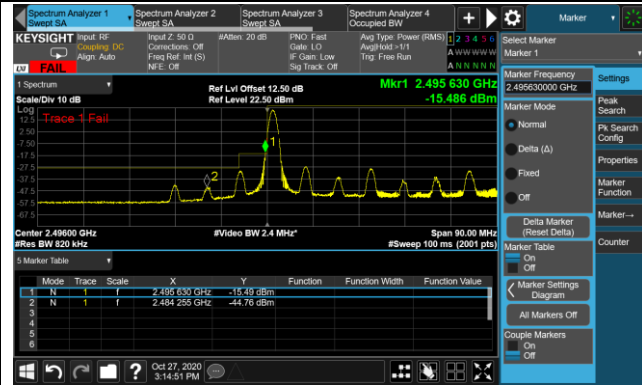 Spectrum Analyzer 1
Swept SA
Spectrum Analyzer 2
Swept SA
Spectrum Analyzer 3
Swept SA
Spectrum Analyzer 4
Occupied BW
Marker
KEYSIGHT
Input: RF
Coupling: DC
Align: Auto
Input Z: 50 Ω
Corrections: Off
Freq Ref: Int (S)
NFE: Off
#Atten: 20 dB
PNO: Fast
Gate: LO
IF Gain: Low
Sig Track: Off
Avg Type: Power (RMS)
Avg|Hold:>1/1
Trig: Free Run
1 2 3 4 5 6
A W W W W W
A N N N N N
LXI
FAIL
1 Spectrum
Scale/Div 10 dB
Ref Lvl Offset 12.50 dB
Ref Level 22.50 dBm
Mkr1 2.495 630 GHz
-15.486 dBm
Log
Trace 1 Fail
12.5
2.50
-7.50
-17.5
-27.5
-37.5
-47.5
-57.5
-67.5
1
2
Center 2.49600 GHz
#Res BW 820 kHz
#Video BW 2.4 MHz*
Span 90.00 MHz
#Sweep 100 ms (2001 pts)
5 Marker Table
Mode Trace Scale X Y Function Function Width Function Value
1 N 1 f 2.495 630 GHz -15.49 dBm
2 N 1 f 2.484 255 GHz -44.76 dBm
3
4
5
6
Oct 27, 2020
3:14:51 PM
Select Marker
Marker 1
Marker Frequency
2.495630000 GHz
Marker Mode
Normal
Delta (Δ)
Fixed
Off
Delta Marker
(Reset Delta)
Marker Table
On
Off
Marker Settings
Diagram
All Markers Off
Couple Markers
On
Off
Settings
Peak
Search
Pk Search
Config
Properties
Marker
Function
Marker→
Counter